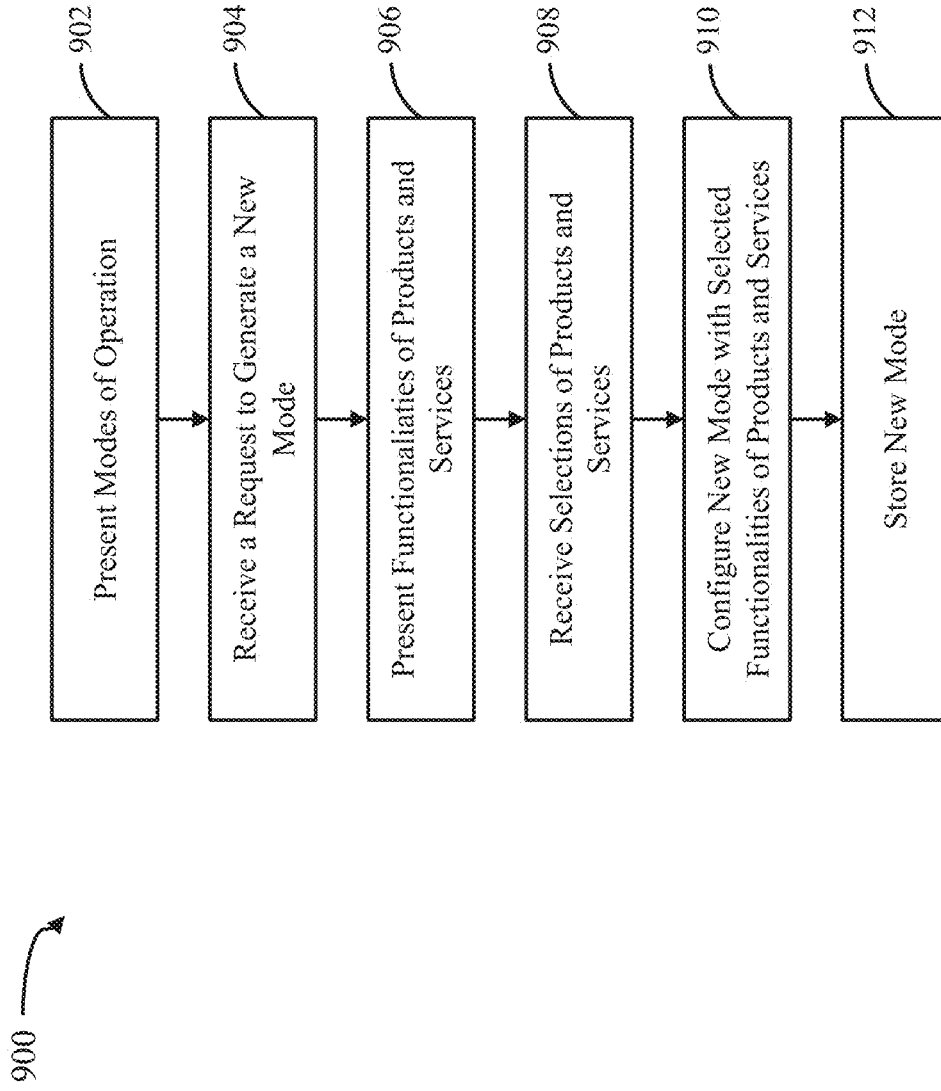 900
Present Modes of Operation
902
Receive a Request to Generate a New
Mode
904
Present Functionaliaties of Products and
Services
906
Receive Selections of Products and
Services
908
Configure New Mode with Selected
Functionalities of Products and Services
910
Store New Mode
912